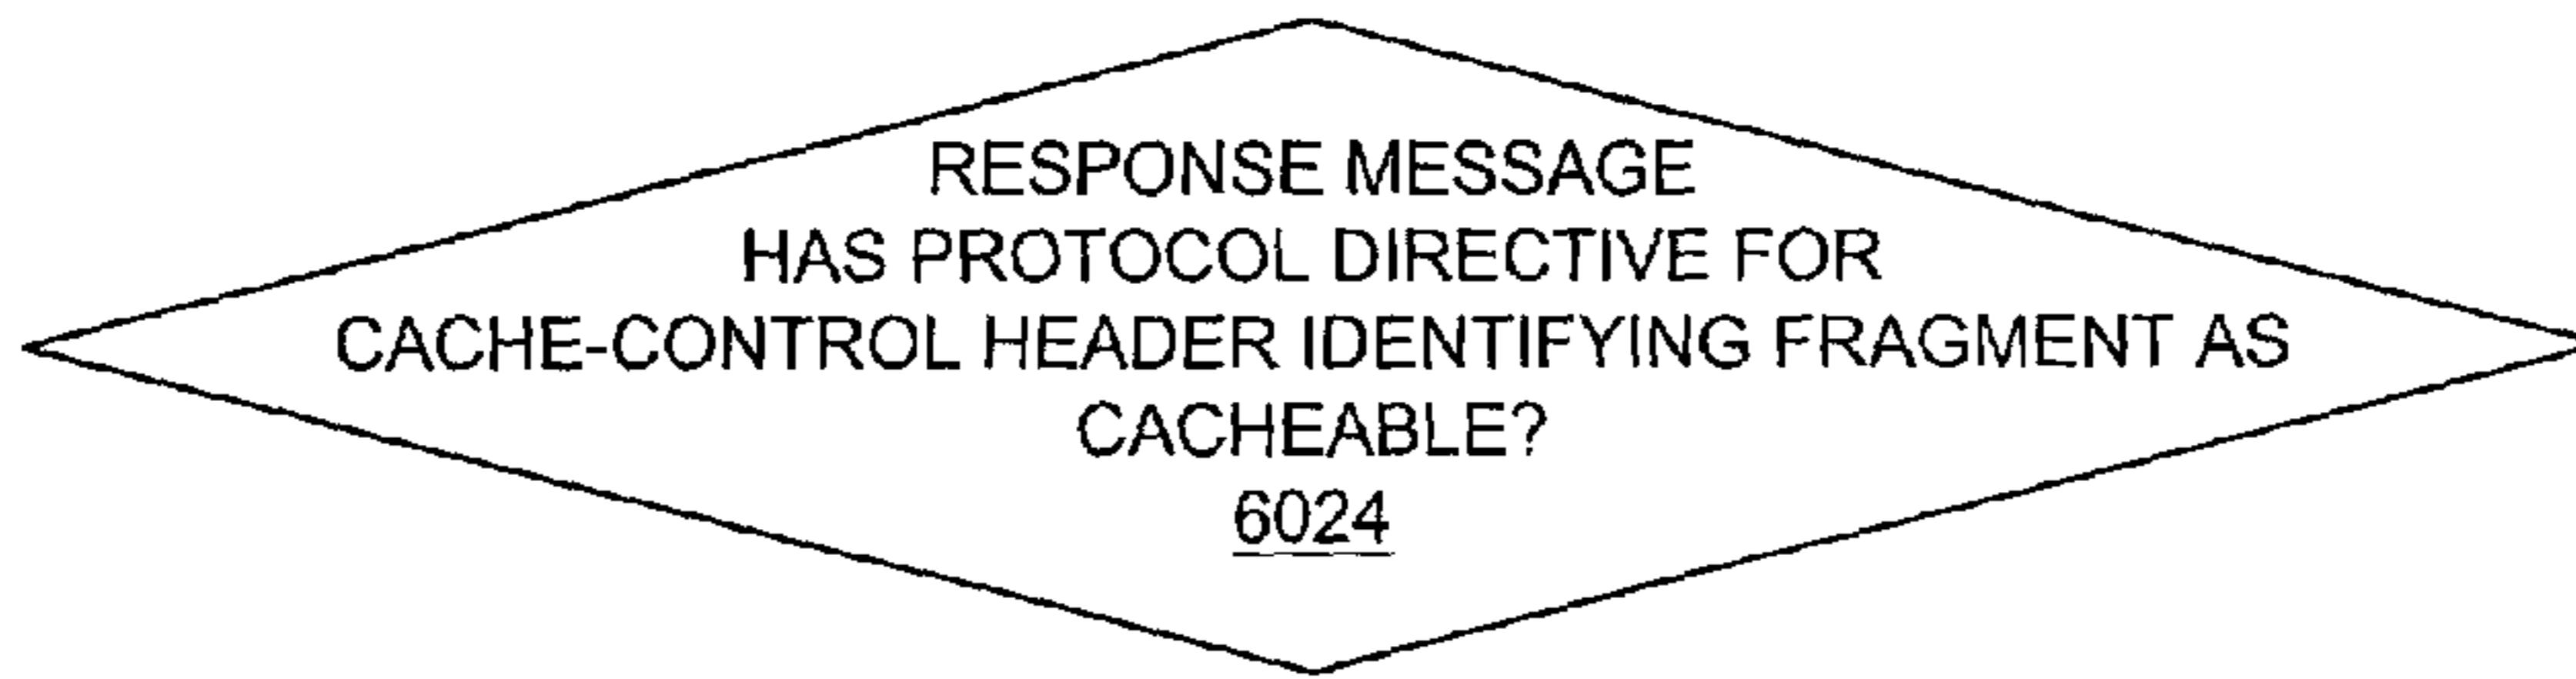 RESPONSE MESSAGE
HAS PROTOCOL DIRECTIVE FOR
CACHE-CONTROL HEADER IDENTIFYING FRAGMENT AS
CACHEABLE?
6024